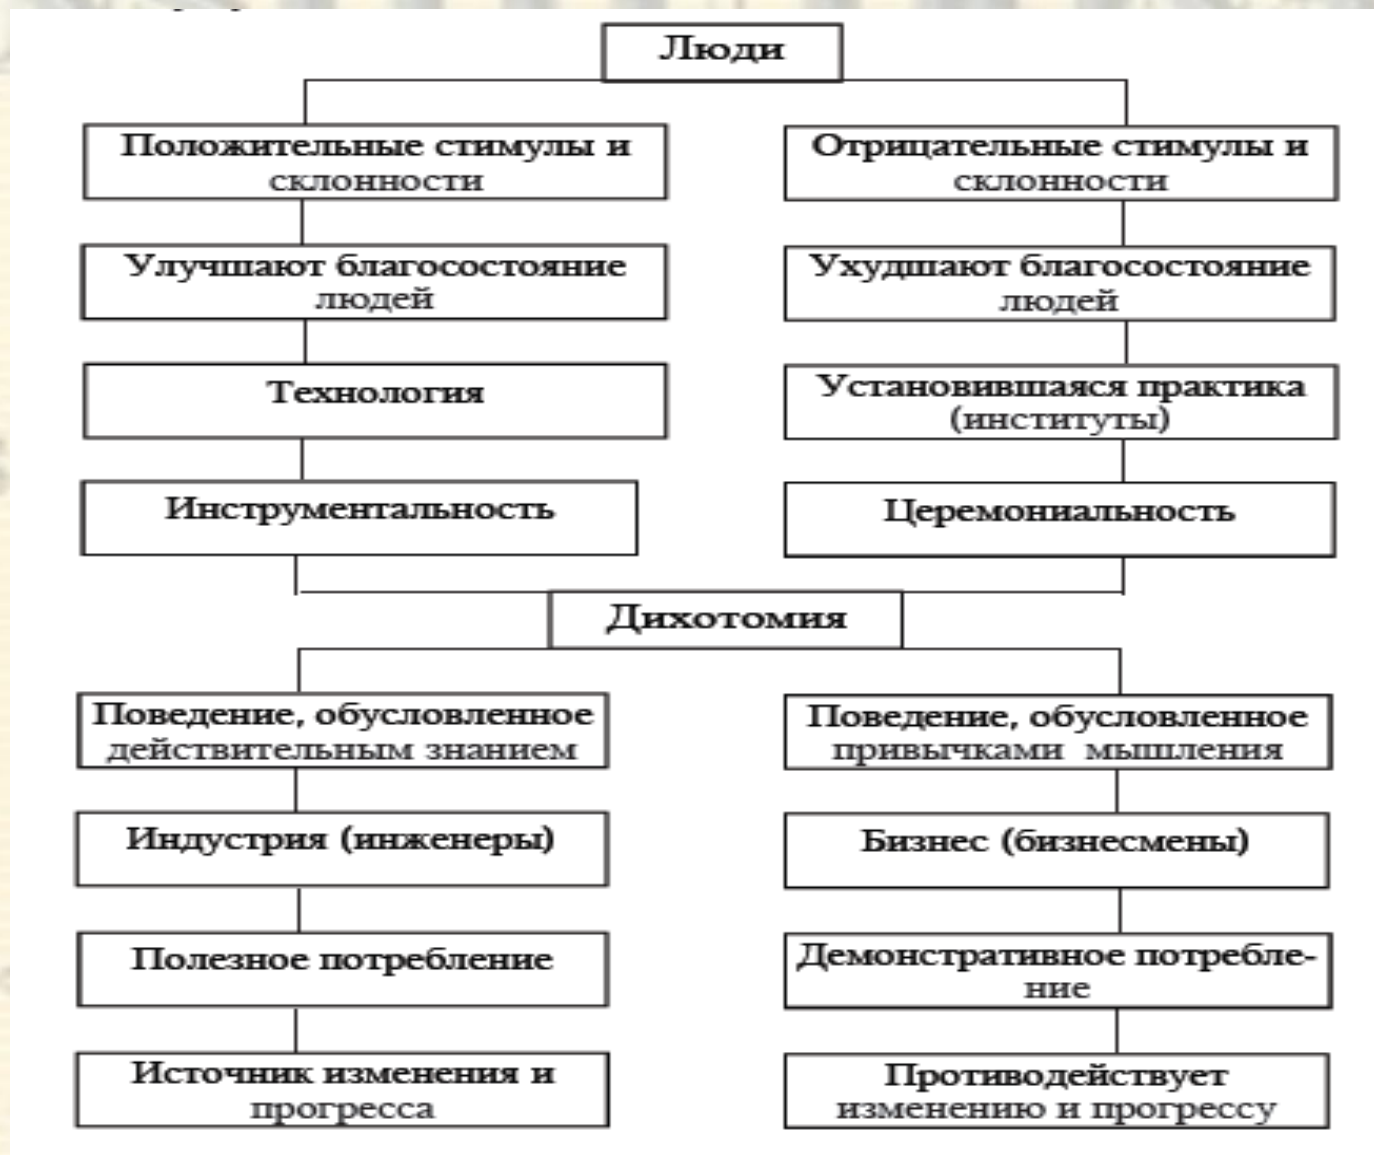 Люди
Положительные стимулы и
склонности
Отрицательные стимулы и
склонности
Улучшают благосостояние
людей
Ухудшают благосостояние
людей
Технология
Установившаяся практика
(институты)
Инструментальность
Церемониальность
Дихотомия
Поведение, обусловленное
действительным знанием
Поведение, обусловленное
привычками мышления
Индустрия (инженеры)
Бизнес (бизнесмены)
Полезное потребление
Демонстративное потребле-
ние
Источник изменения и
прогресса
Противодействует
изменению и прогрессу